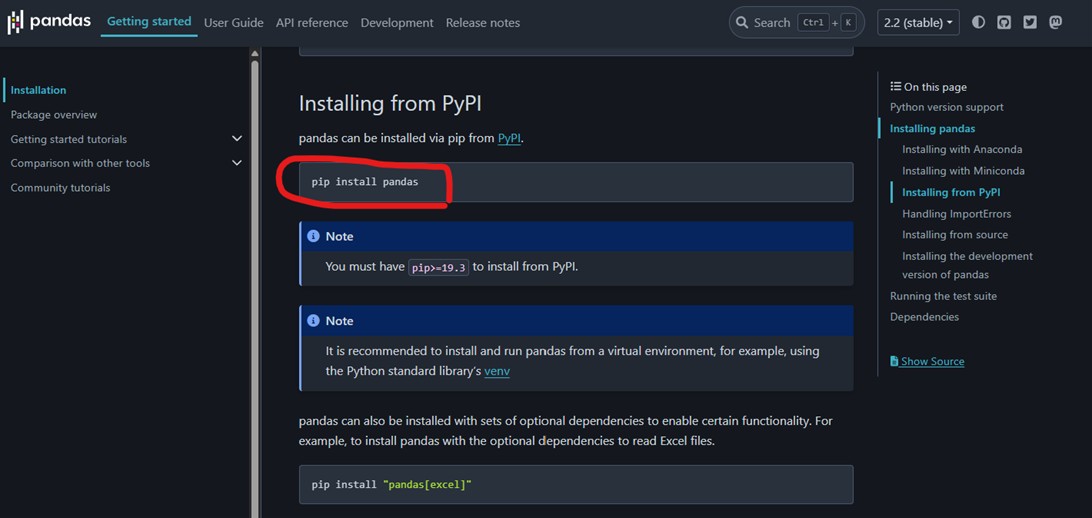 pandas
Getting started
User Guide
API reference
Development
Release notes
Search Ctrl + K
2.2 (stable)
Installation
Package overview
Getting started tutorials
Comparison with other tools
Community tutorials
Installing from PyPI
pandas can be installed via pip from PyPI.
pip install pandas
Note
You must have pip>=19.3 to install from PyPI.
Note
It is recommended to install and run pandas from a virtual environment, for example, using
the Python standard library's venv
pandas can also be installed with sets of optional dependencies to enable certain functionality. For
example, to install pandas with the optional dependencies to read Excel files.
pip install "pandas[excel]"
On this page
Python version support
Installing pandas
Installing with Anaconda
Installing with Miniconda
Installing from PyPI
Handling ImportErrors
Installing from source
Installing the development
version of pandas
Running the test suite
Dependencies
Show Source